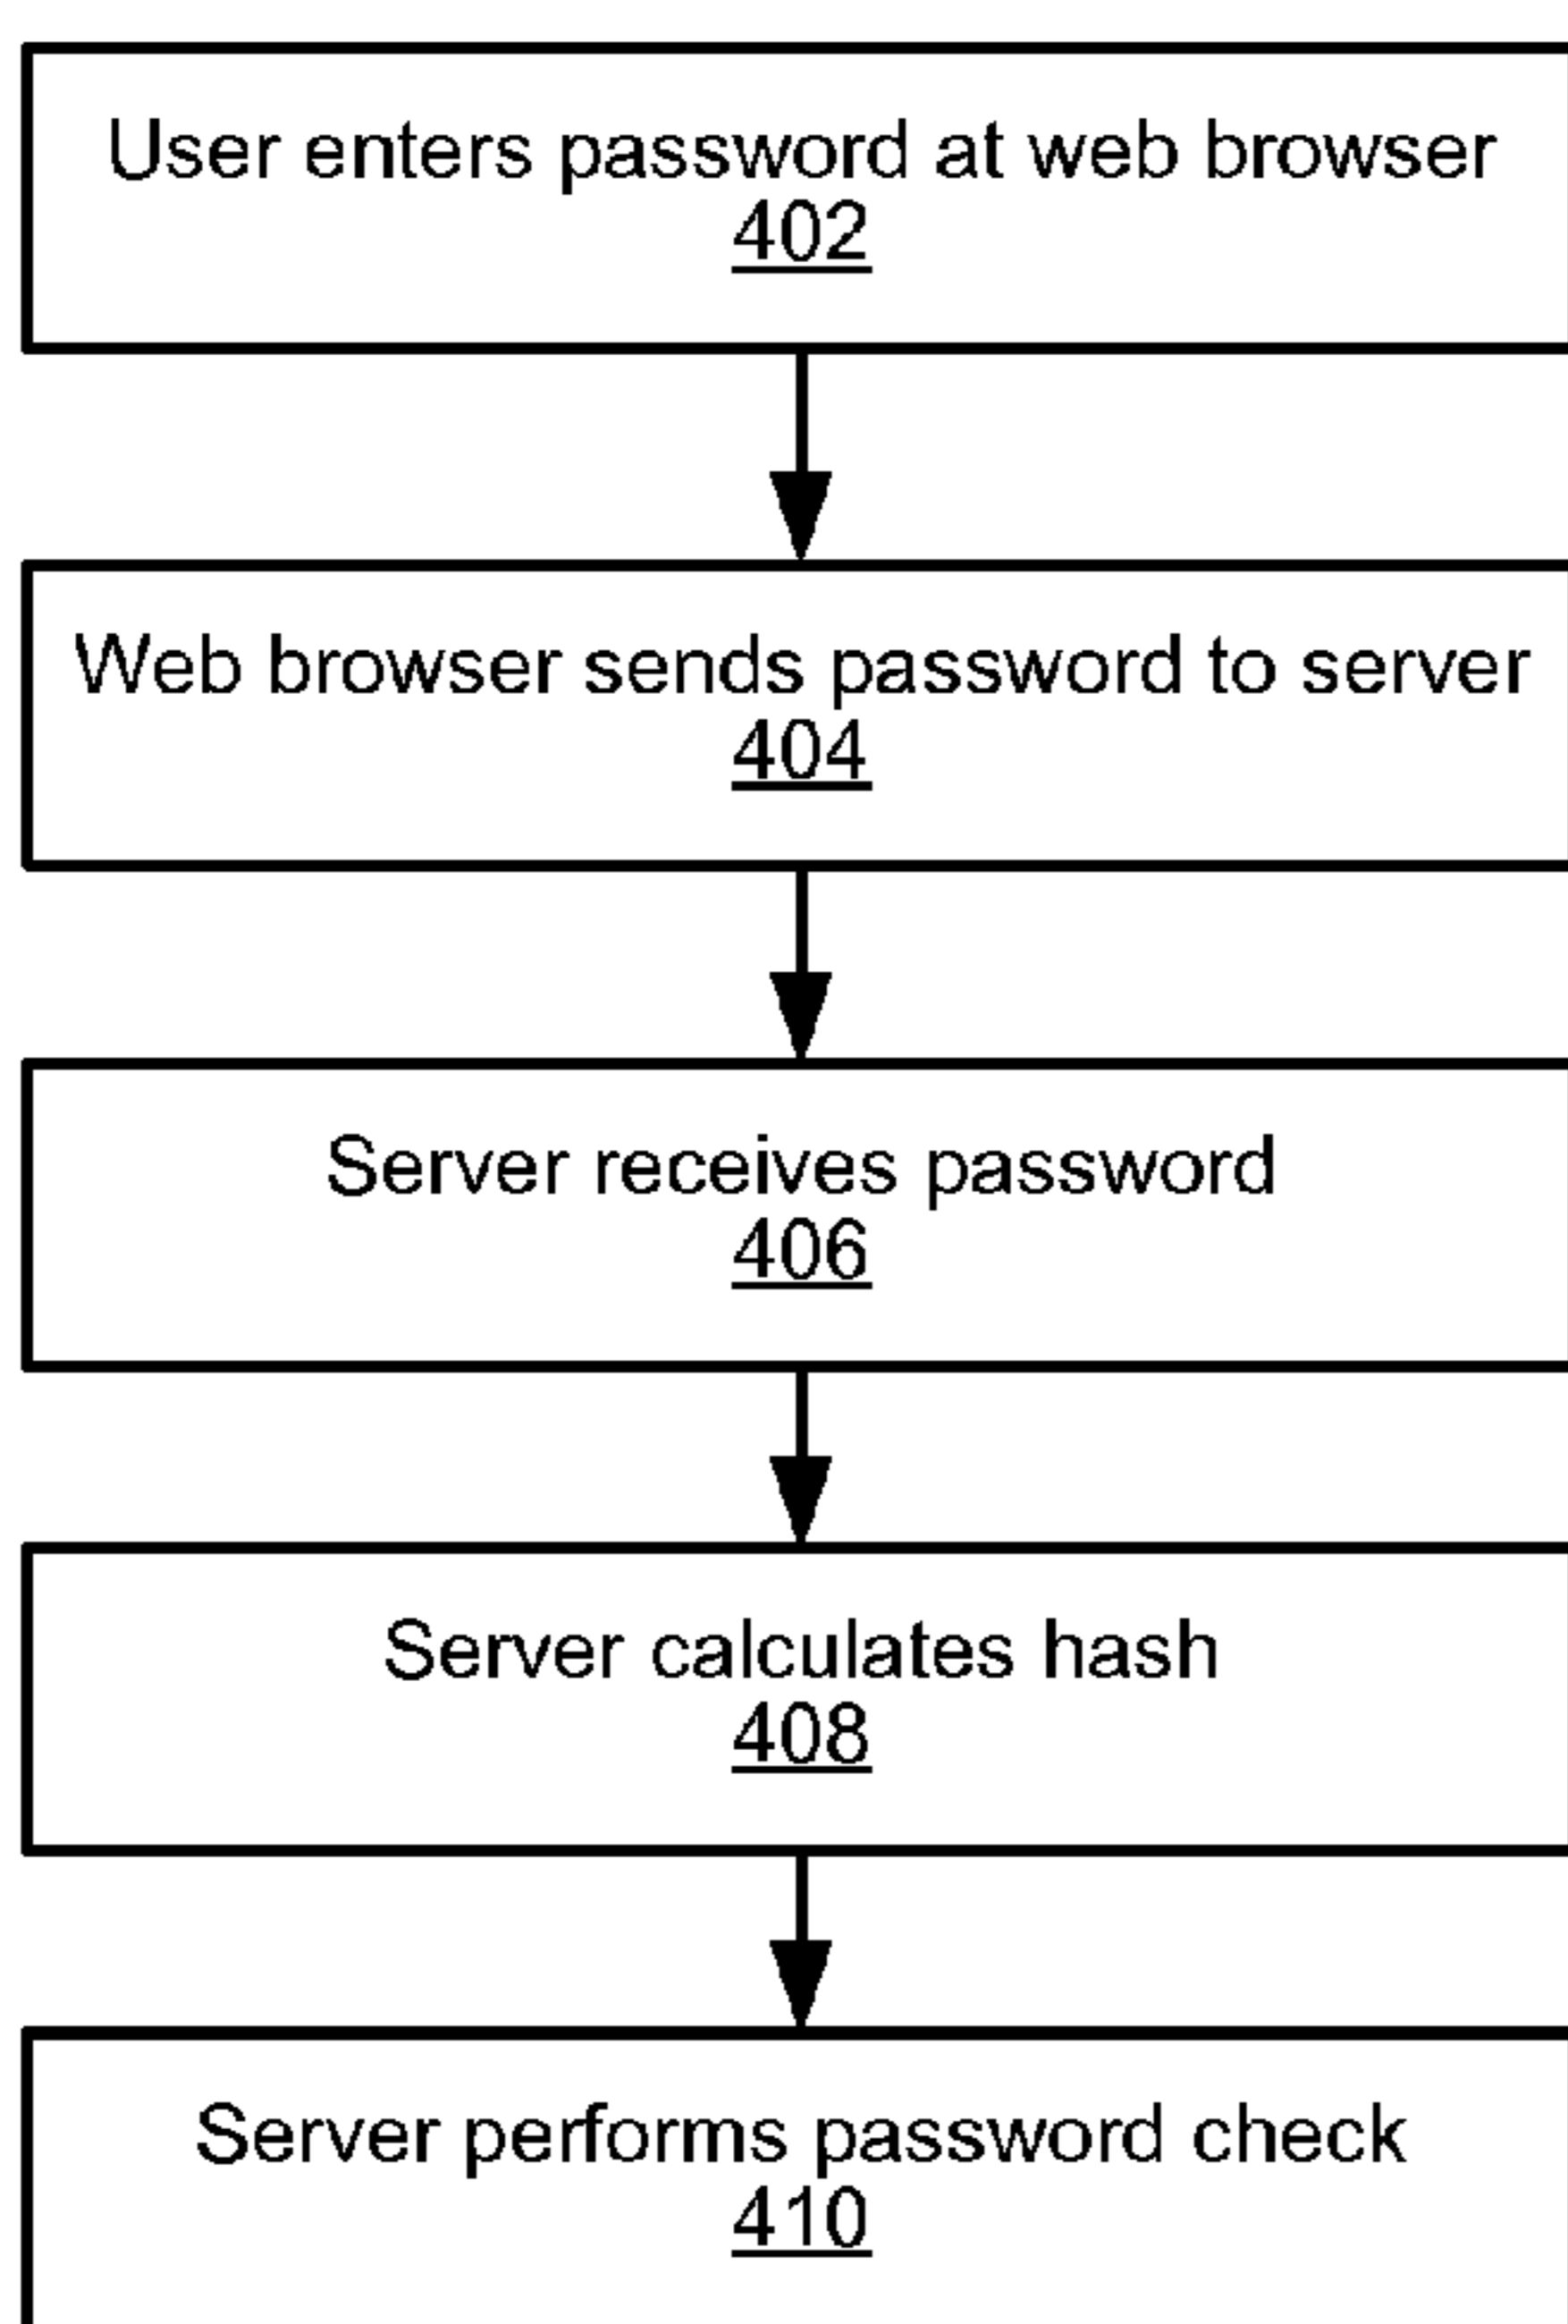 User enters password at web browser
402
Web browser sends password to server
404
Server receives password
406
Server calculates hash
408
Server performs password check
410